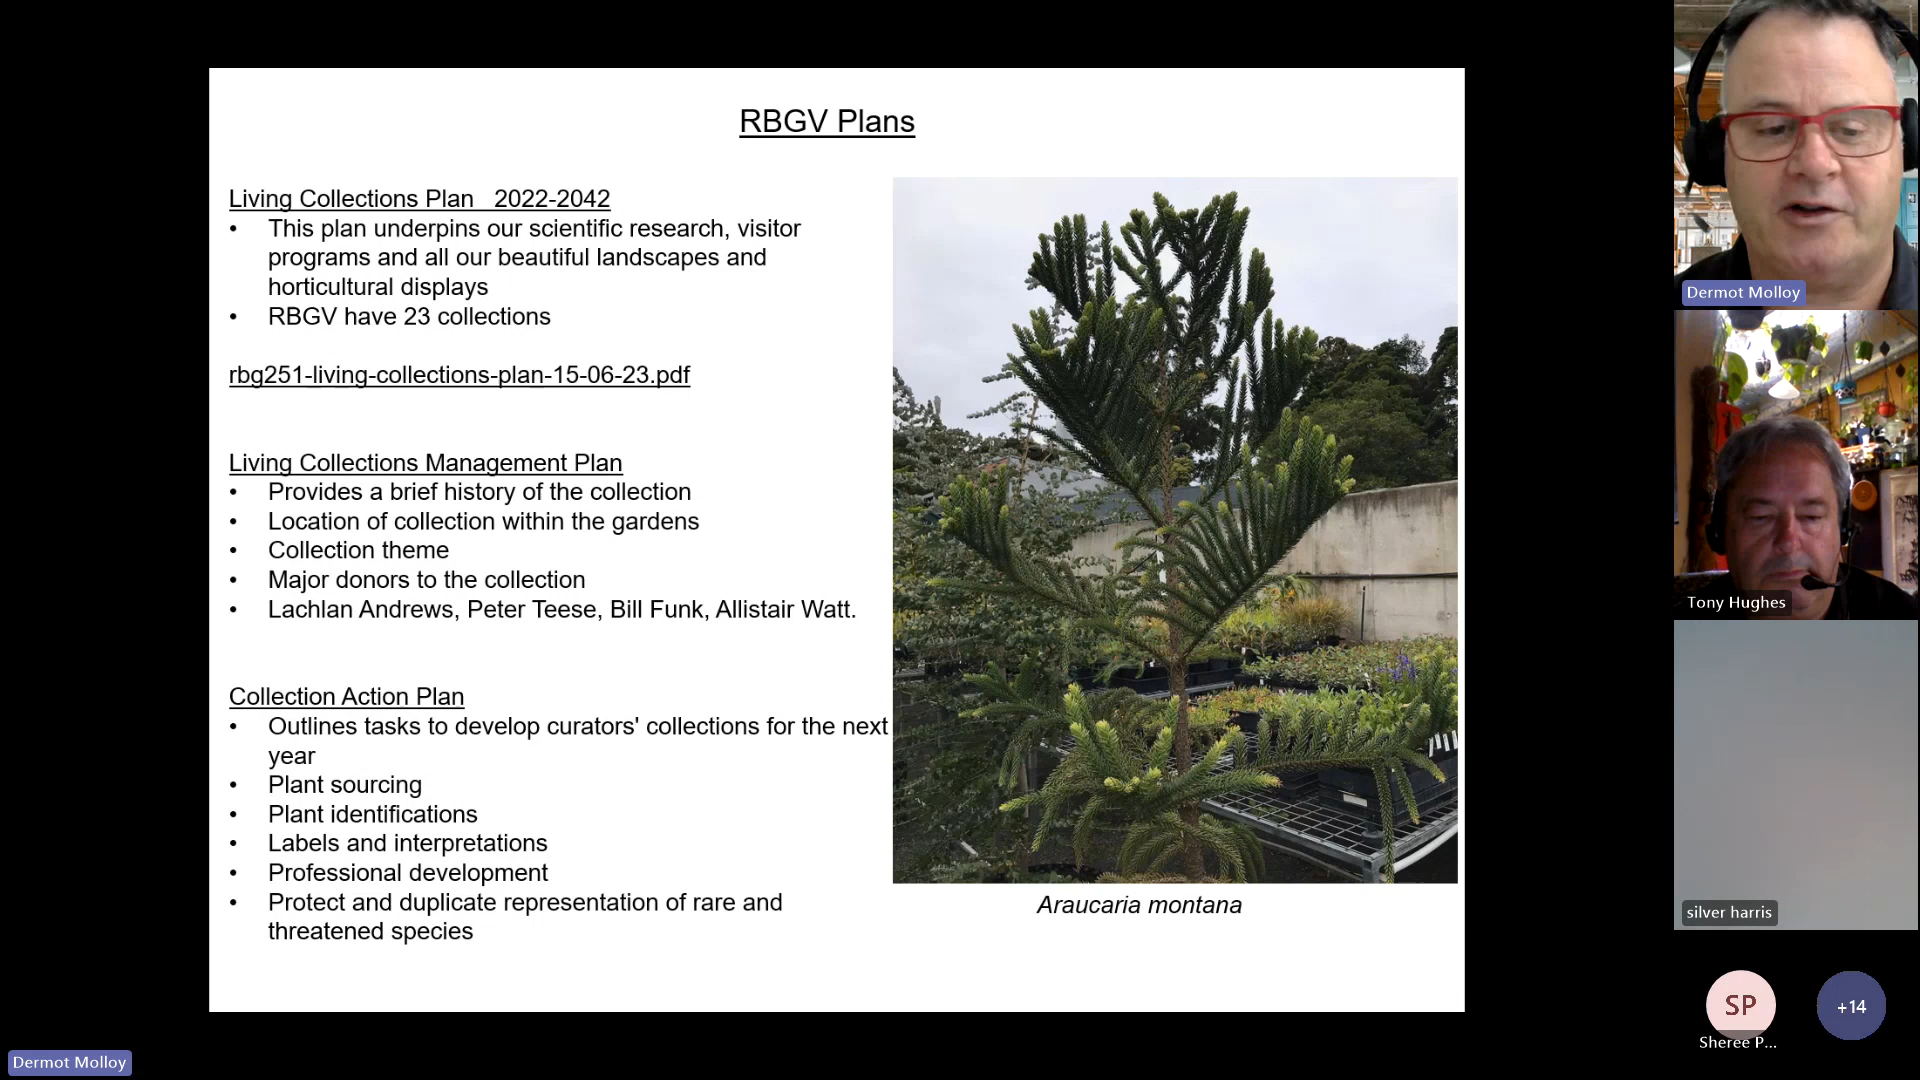 RBGV Plans
Living Collections Plan 2022-2042
• This plan underpins our scientific research, visitor
programs and all our beautiful landscapes and
horticultural displays
• RBGV have 23 collections
rbg251-living-collections-plan-15-06-23.pdf
Living Collections Management Plan
• Provides a brief history of the collection
• Location of collection within the gardens
• Collection theme
• Major donors to the collection
• Lachlan Andrews, Peter Teese, Bill Funk, Allistair Watt.
Collection Action Plan
• Outlines tasks to develop curators' collections for the next
year
• Plant sourcing
• Plant identifications
• Labels and interpretations
• Professional development
• Protect and duplicate representation of rare and
threatened species
Araucaria montana
Dermot Molloy
Tony Hughes
silver harris
SP
Sheree P...
+14
Dermot Molloy